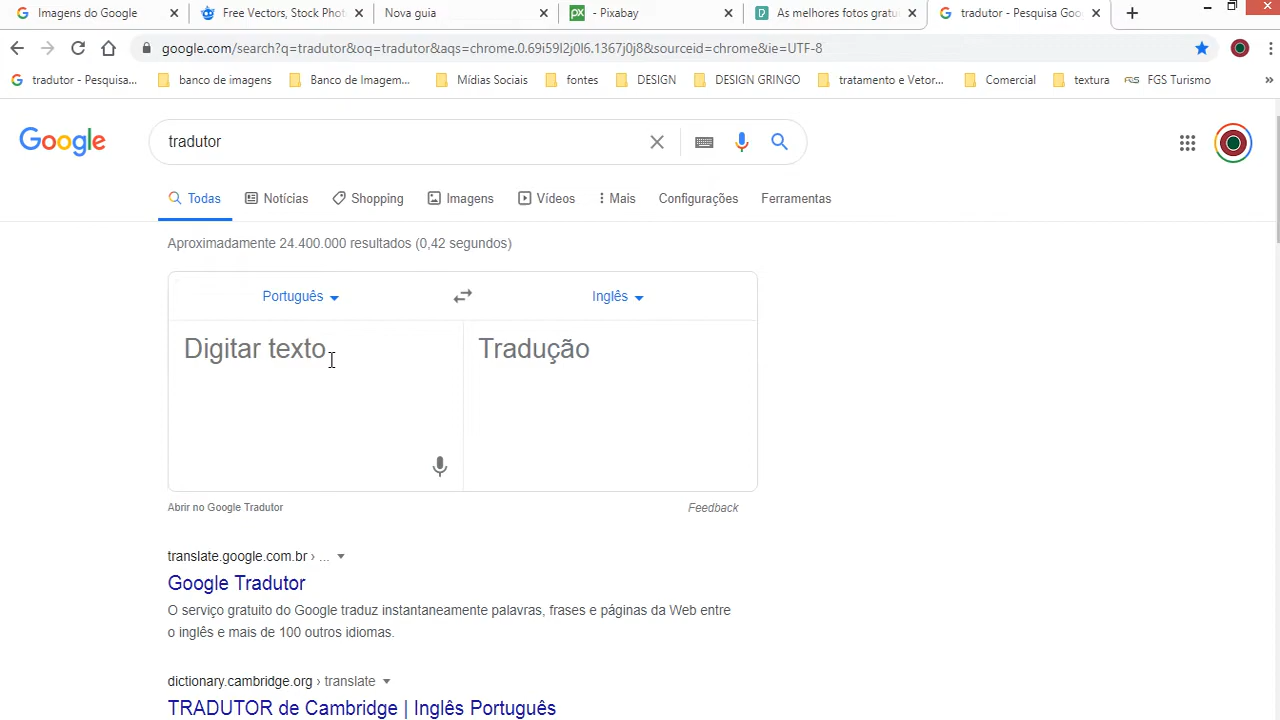 Imagens do Google
Free Vectors, Stock Phot
Nova guia
px - Pixabay
As melhores fotos gratui
tradutor - Pesquisa Goo
google.com/search?q=tradutor&oq=tradutor&aqs=chrome.0.69i59l2j0l6.1367j0j8&sourceid=chrome&ie=UTF-8
tradutor - Pesquisa...
banco de imagens
Banco de Imagem...
Mídias Sociais
fontes
DESIGN
DESIGN GRINGO
tratamento e Vetor...
Comercial
textura
FGS FGS Turismo
»
Google
tradutor
Todas
Notícias
Shopping
Imagens
Vídeos
Mais
Configurações
Ferramentas
Aproximadamente 24.400.000 resultados (0,42 segundos)
Português
Inglês
Digitar texto
Tradução
Abrir no Google Tradutor
Feedback
translate.google.com.br › ...
Google Tradutor
O serviço gratuito do Google traduz instantaneamente palavras, frases e páginas da Web entre
o inglês e mais de 100 outros idiomas.
dictionary.cambridge.org › translate
TRADUTOR de Cambridge | Inglês Português